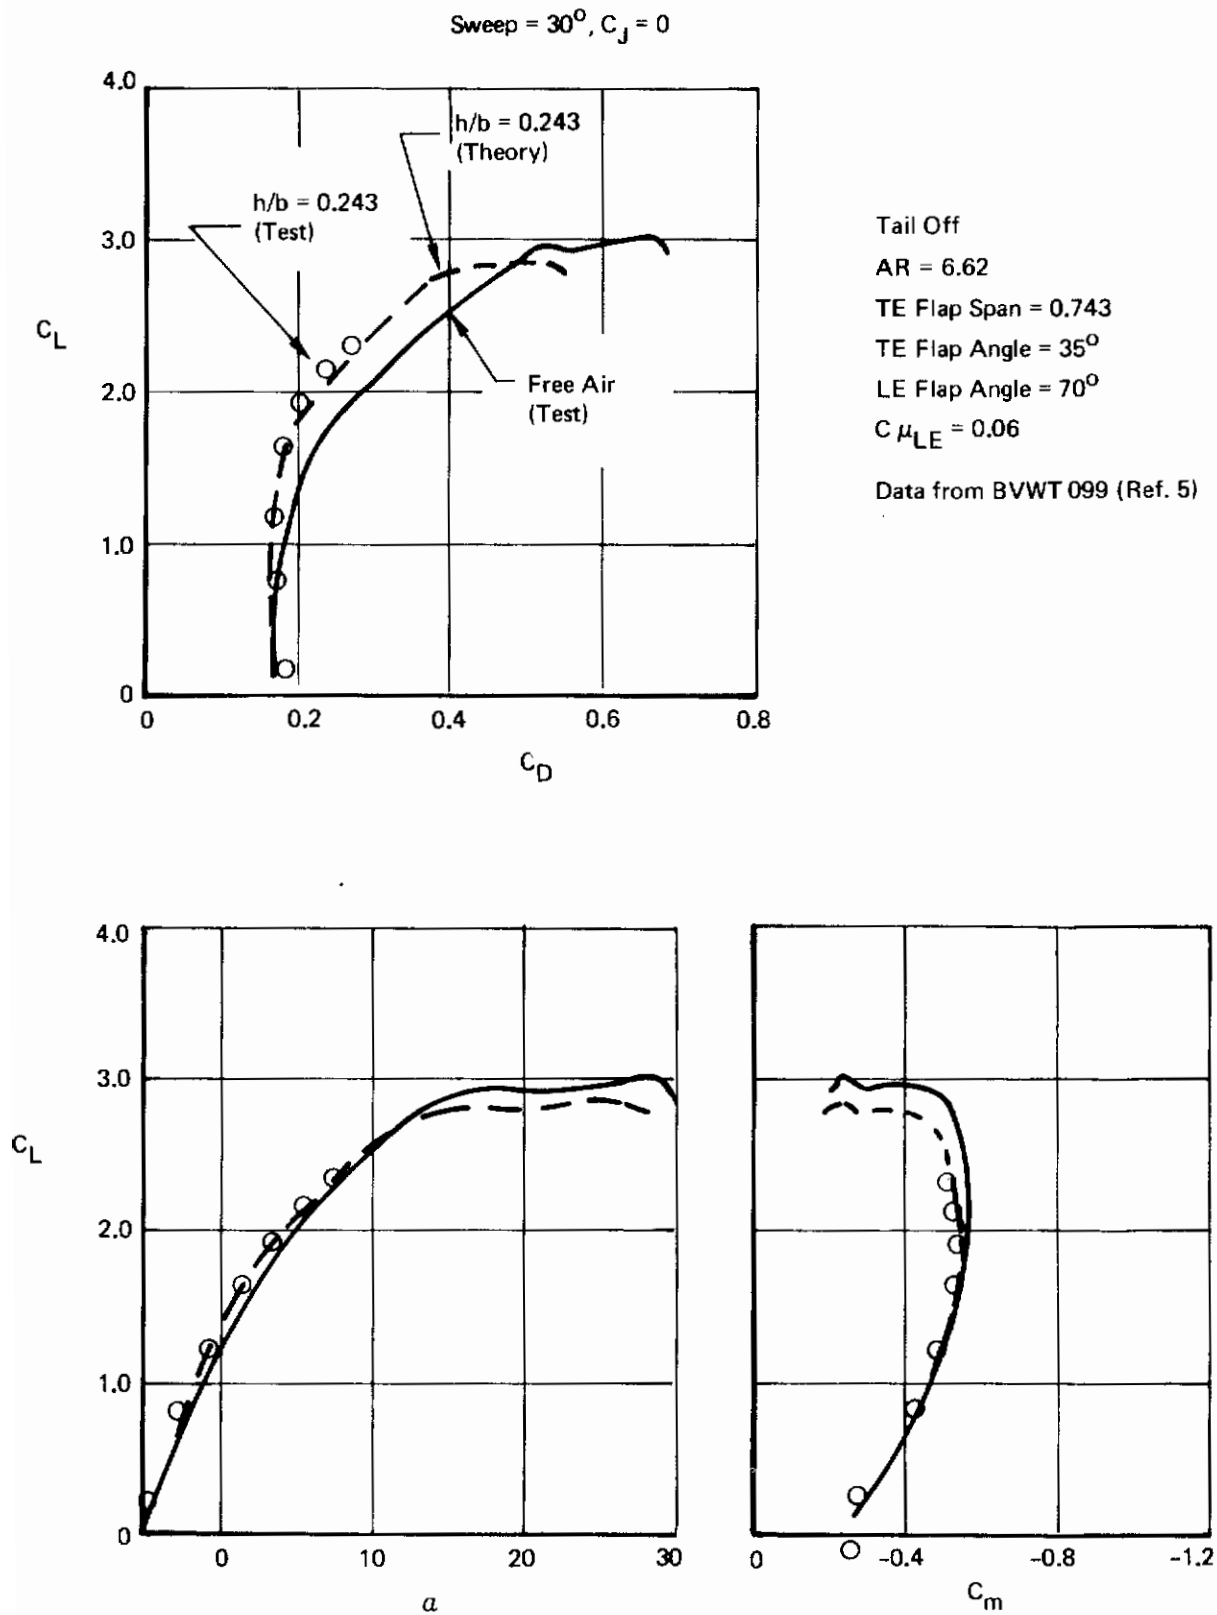 Sweep = 30°, C_J = 0
4.0
h/b = 0.243
(Theory)
h/b = 0.243
(Test)
3.0
C_L
2.0
Free Air
(Test)
1.0
0
0
0.2
0.4
0.6
0.8
C_D
Tail Off
AR = 6.62
TE Flap Span = 0.743
TE Flap Angle = 35°
LE Flap Angle = 70°
C μ_LE = 0.06
Data from BVWT 099 (Ref. 5)
4.0
3.0
C_L
2.0
1.0
0
0
10
20
30
α
0
-0.4
-0.8
-1.2
C_m